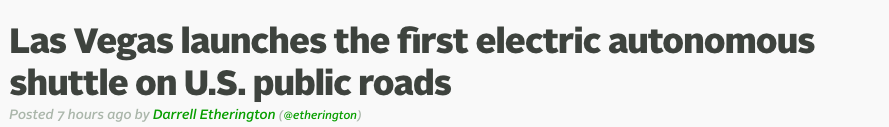 Las Vegas launches the first electric autonomous
shuttle on U.S. public roads
Posted 7 hours ago by Darrell Etherington (@etherington)